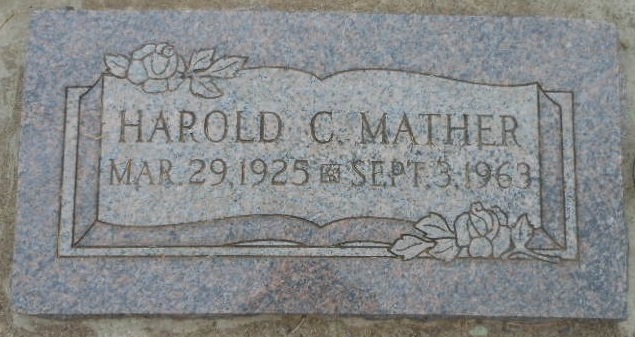 HAROLD C. MATHER
MAR. 29, 1925 SEPT. 3, 1963